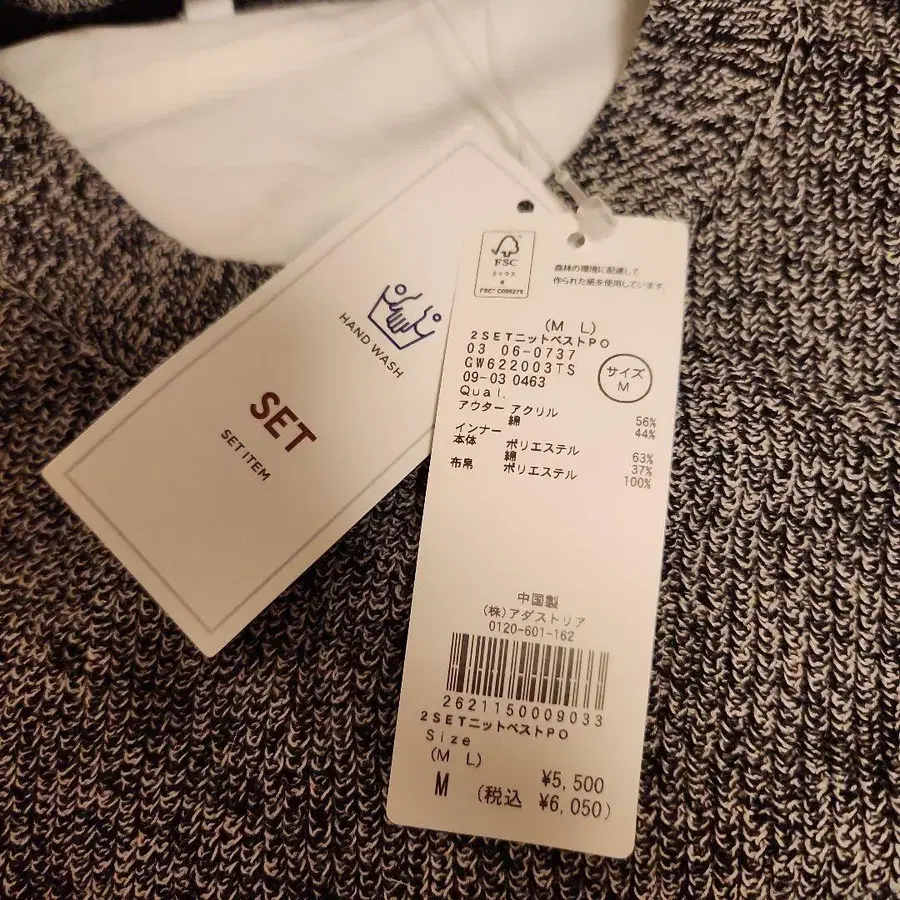 HAND WASH
SET
SET ITEM
FSC
ミックス
紙
FSC® C095275
森林の環境に配慮して
作られた紙を使用しています。
(M L)
2SETニットベストPO
03 06-0737
GW622003TS
09-03 0463
サイズ
M
Qual.
アウター アクリル 56%
綿 44%
インナー
本体 ポリエステル 63%
綿 37%
布帛 ポリエステル 100%
中国製
(株)アダストリア
0120-601-162
2621150009033
2SETニットベストPO
Size
(M L)
¥5,500
M (税込 ¥6,050)